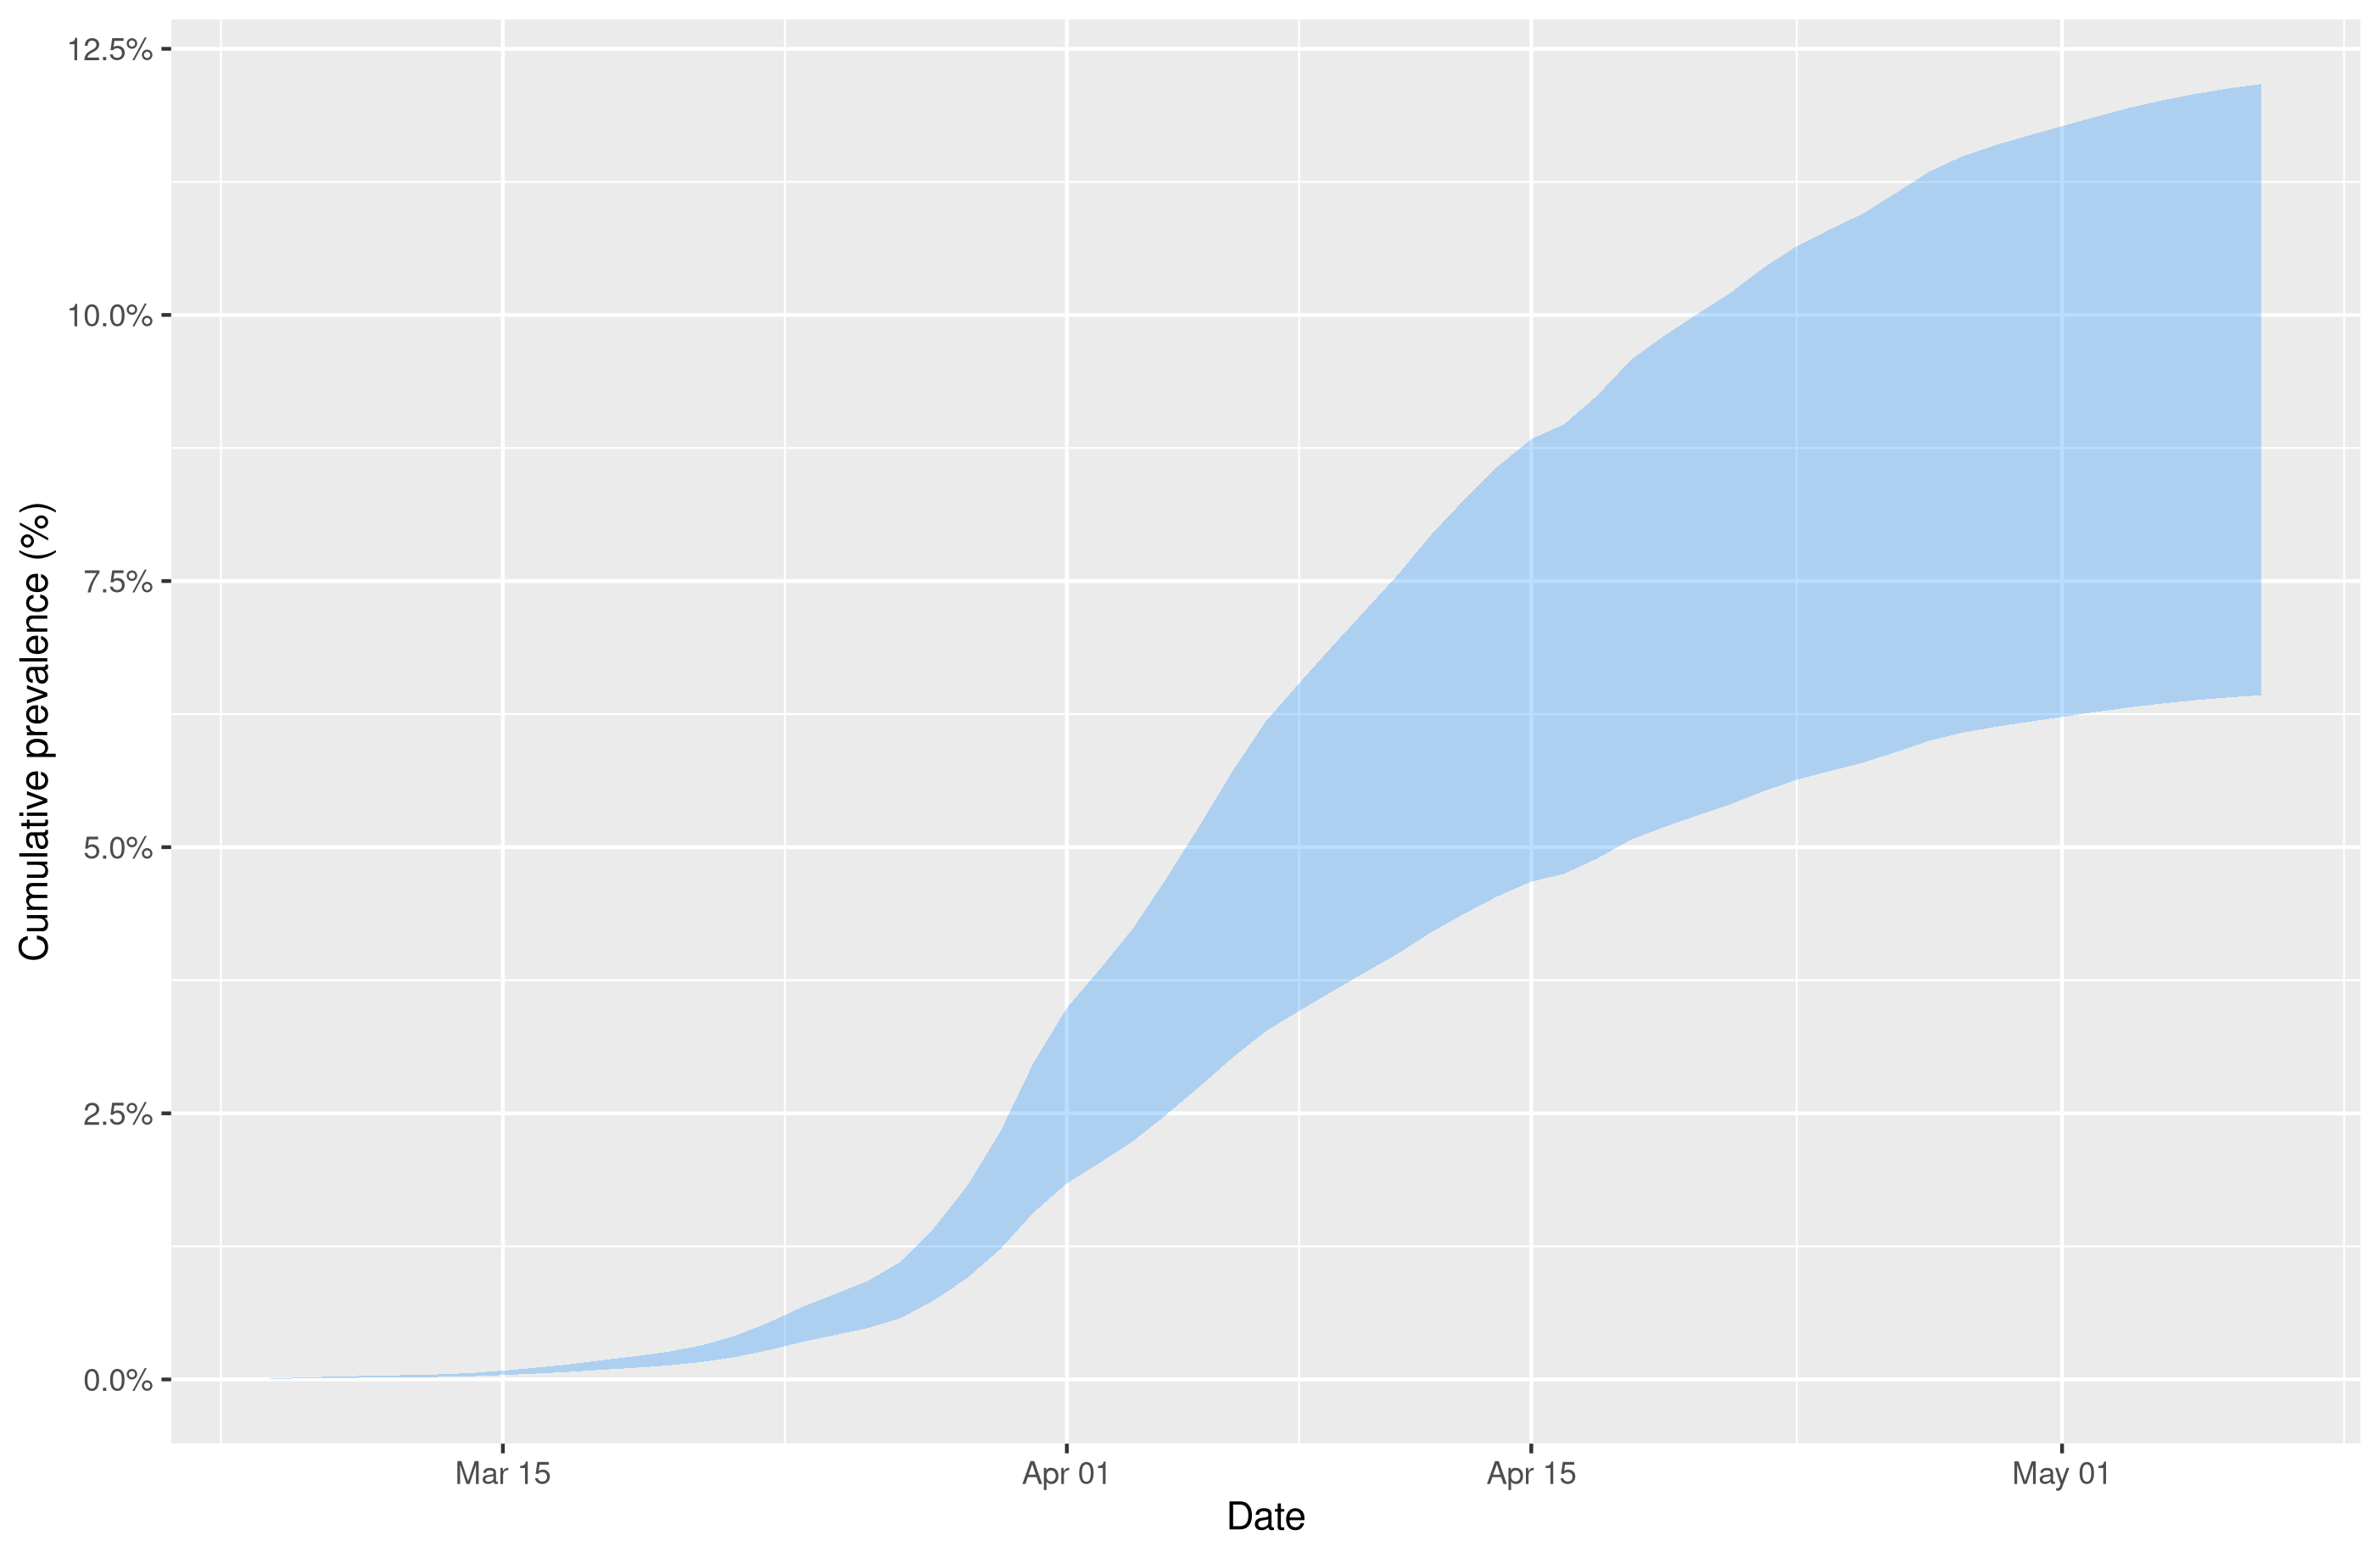 Cumulative prevalence (%)
12.5%
10.0%
7.5%
5.0%
2.5%
0.0%
Mar 15 Apr 01 Apr 15 May 01
Date